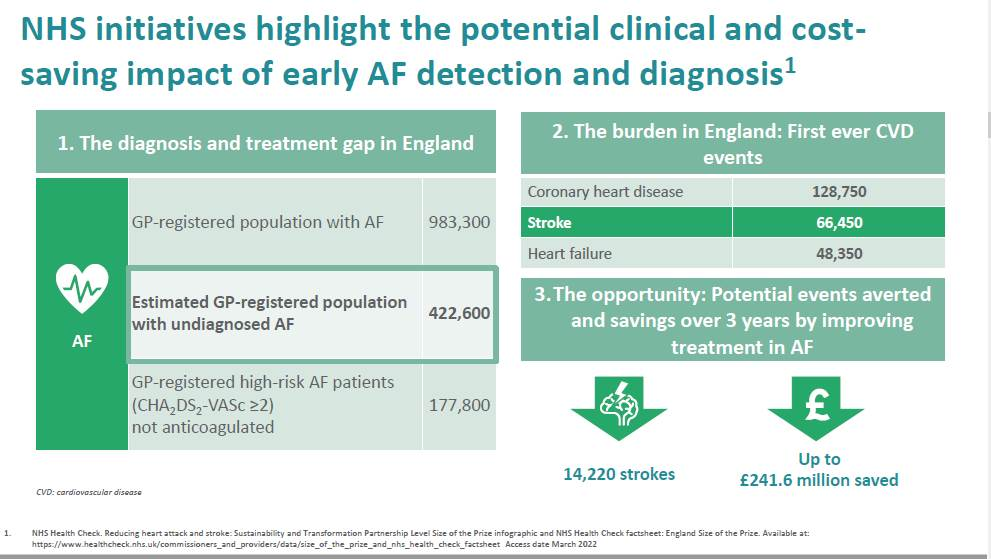 NHS initiatives highlight the potential clinical and cost-
saving impact of early AF detection and diagnosis¹
1. The diagnosis and treatment gap in England
AF
GP-registered population with AF 983,300
Estimated GP-registered population
with undiagnosed AF 422,600
GP-registered high-risk AF patients
(CHA₂DS₂-VASc ≥2) 177,800
not anticoagulated
2. The burden in England: First ever CVD
events
Coronary heart disease 128,750
Stroke 66,450
Heart failure 48,350
3.The opportunity: Potential events averted
and savings over 3 years by improving
treatment in AF
£
14,220 strokes
Up to
£241.6 million saved
CVD: cardiovascular disease
1. NHS Health Check. Reducing heart attack and stroke: Sustainability and Transformation Partnership Level Size of the Prize infographic and NHS Health Check factsheet: England Size of the Prize. Available at:
https://www.healthcheck.nhs.uk/commissioners_and_providers/data/size_of_the_prize_and_nhs_health_check_factsheet Access date March 2022